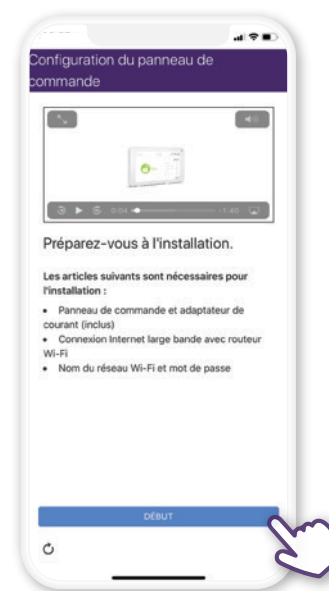 Configuration du panneau de
commande
0:04 -1:40
Préparez-vous à l'installation.
Les articles suivants sont nécessaires pour
l'installation :
• Panneau de commande et adaptateur de
courant (inclus)
• Connexion Internet large bande avec routeur
Wi-Fi
• Nom du réseau Wi-Fi et mot de passe
DÉBUT